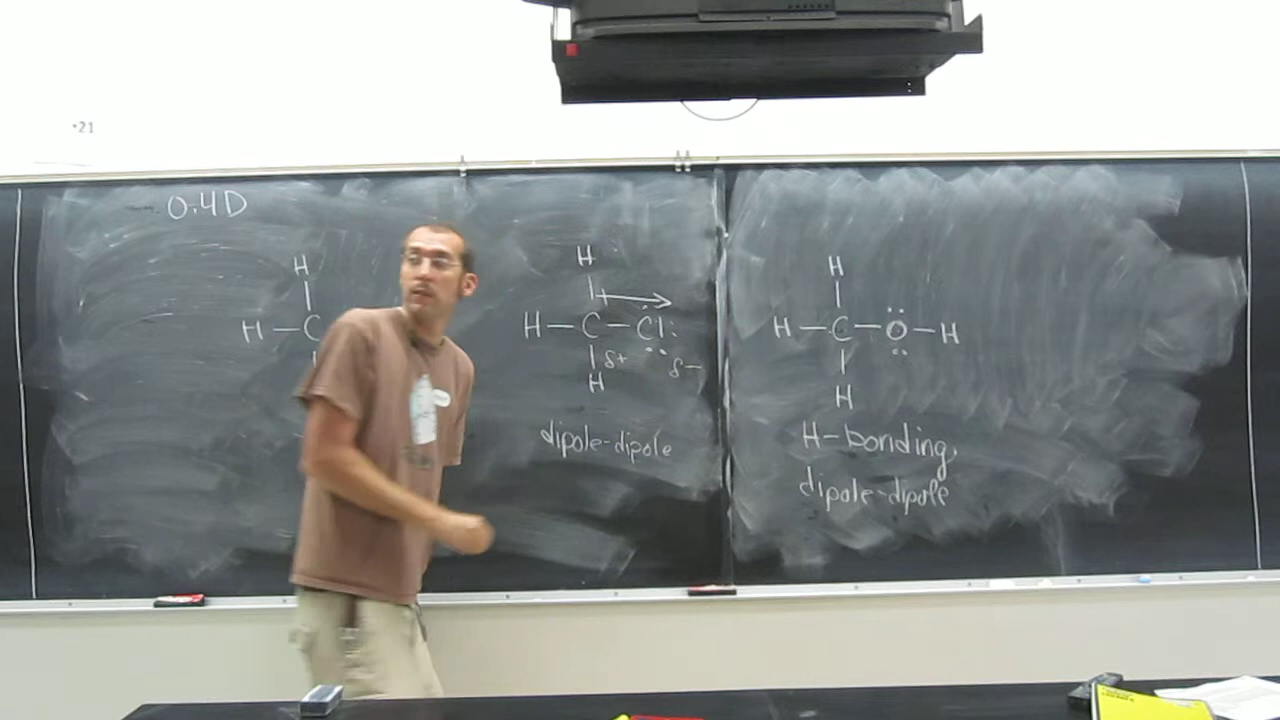 •21
0.4D
H
H — C
H
H — C — Cl
δ+ δ−
H
dipole-dipole
H
H — C — O — H
H
H-bonding,
dipole-dipole